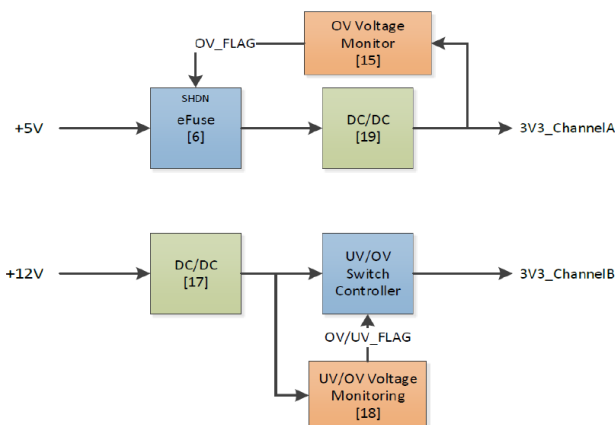 OV Voltage
Monitor
[15]
OV_FLAG
SHDN
eFuse
[6]
DC/DC
[19]
+5V
3V3_ChannelA
+12V
DC/DC
[17]
UV/OV
Switch
Controller
3V3_ChannelB
OV/UV_FLAG
UV/OV Voltage
Monitoring
[18]